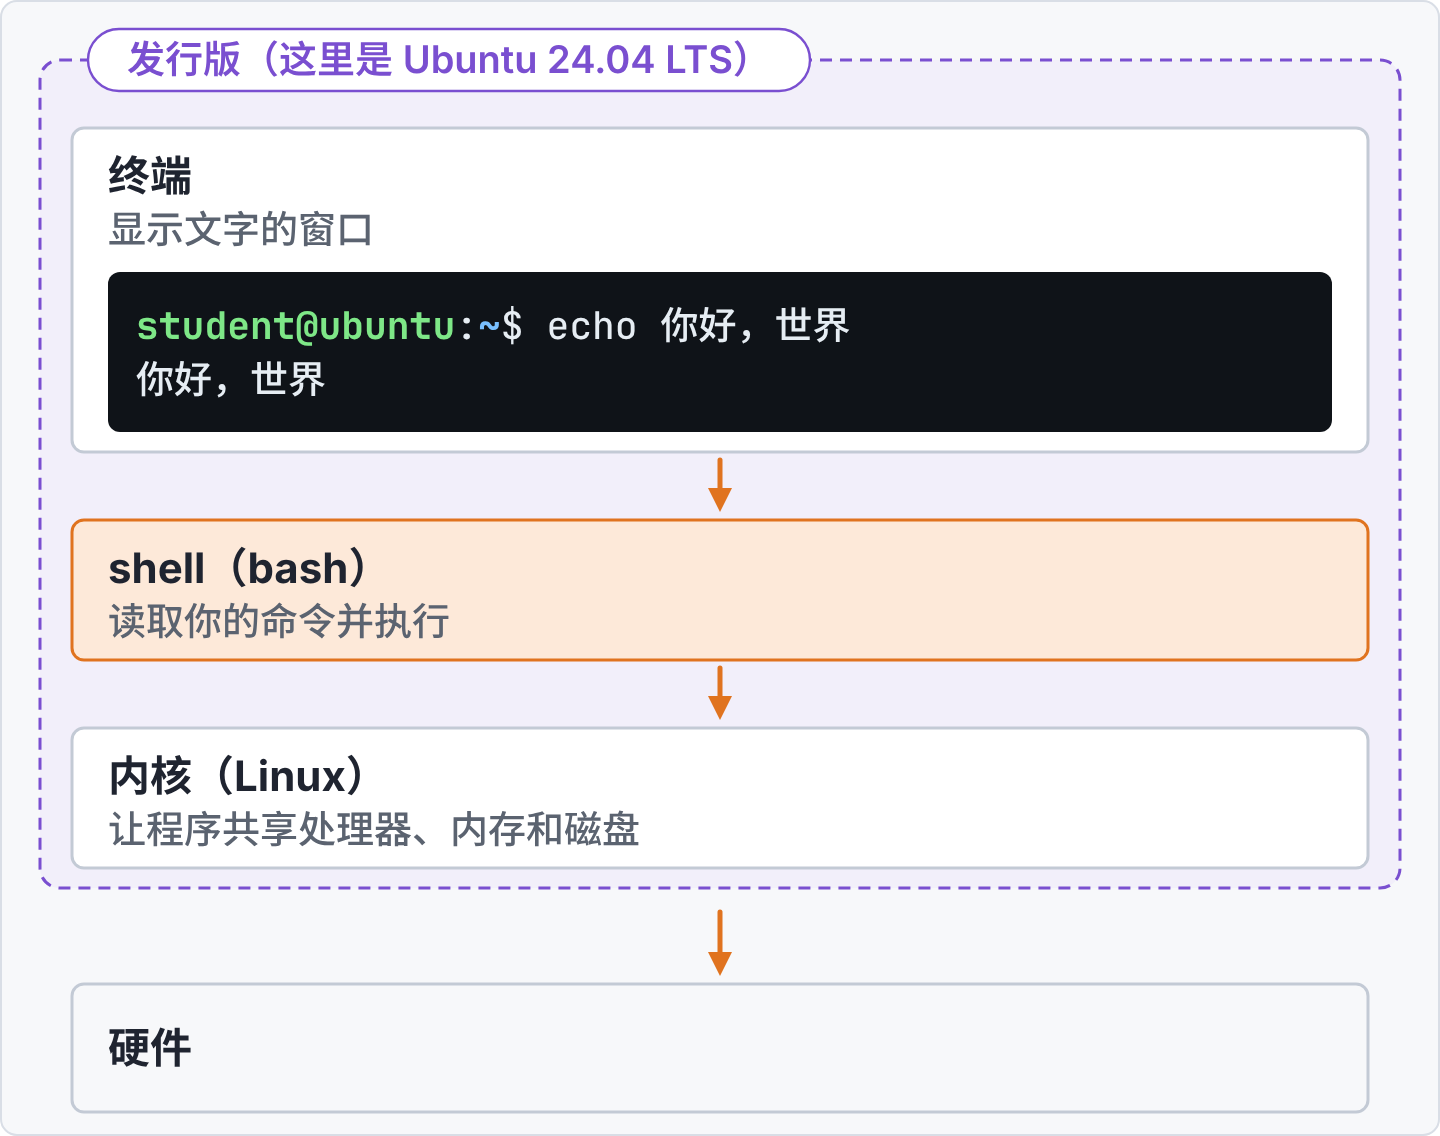 发行版（这里是 Ubuntu 24.04 LTS）
终端
显示文字的窗口
student@ubuntu:~$ echo 你好，世界
你好，世界
shell（bash）
读取你的命令并执行
内核（Linux）
让程序共享处理器、内存和磁盘
硬件